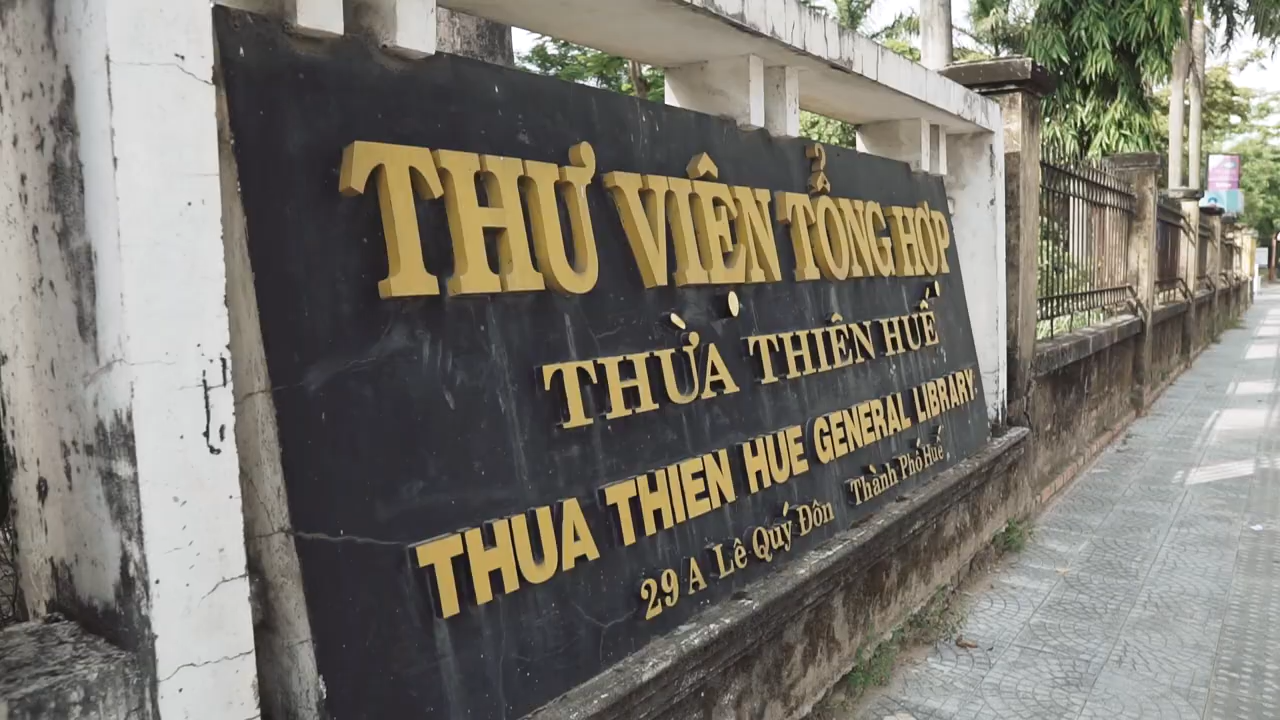 THƯ VIỆN TỔNG HỢP
THỪA THIÊN HUẾ
THUA THIEN HUE GENERAL LIBRARY.
29 A Lê Quý Đôn Thành Phố Huế